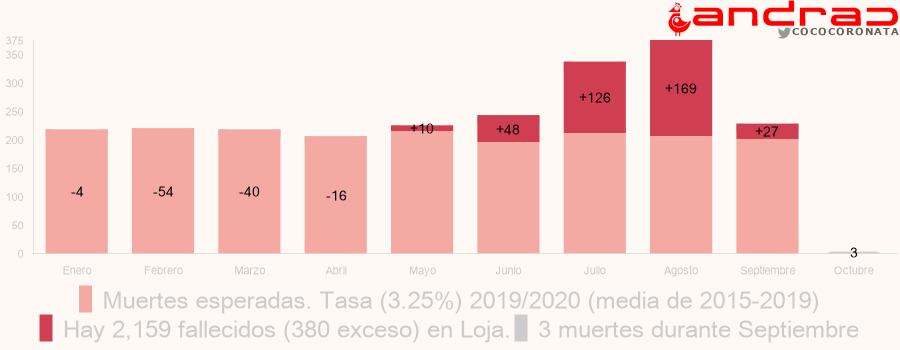 andrab
COCOCORONATA
375
350
300
250
200
150
100
50
0
-4
-54
-40
-16
+10
+48
+126
+169
+27
3
Enero
Febrero
Marzo
Abril
Mayo
Junio
Julio
Agosto
Septiembre
Octubre
Muertes esperadas. Tasa (3.25%) 2019/2020 (media de 2015-2019)
Hay 2,159 fallecidos (380 exceso) en Loja. 3 muertes durante Septiembre